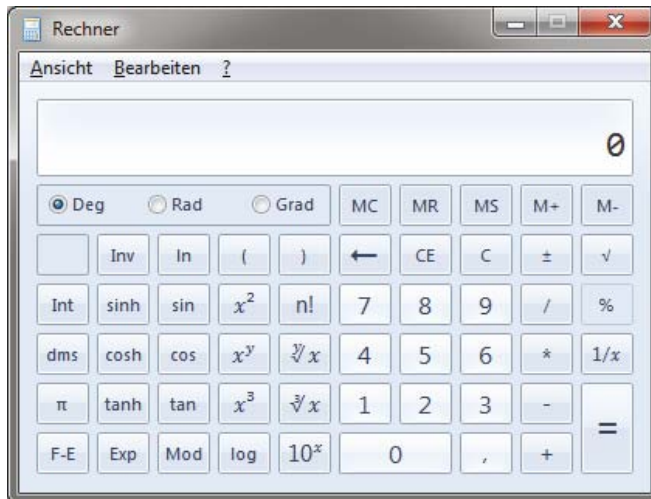 Rechner
Ansicht Bearbeiten ?
0
Deg Rad Grad MC MR MS M+ M-
Inv ln ( ) ← CE C ± √
Int sinh sin x² n! 7 8 9 / %
dms cosh cos xʸ ʸ√x 4 5 6 * 1/x
π tanh tan x³ ³√x 1 2 3 - =
F-E Exp Mod log 10ˣ 0 , +